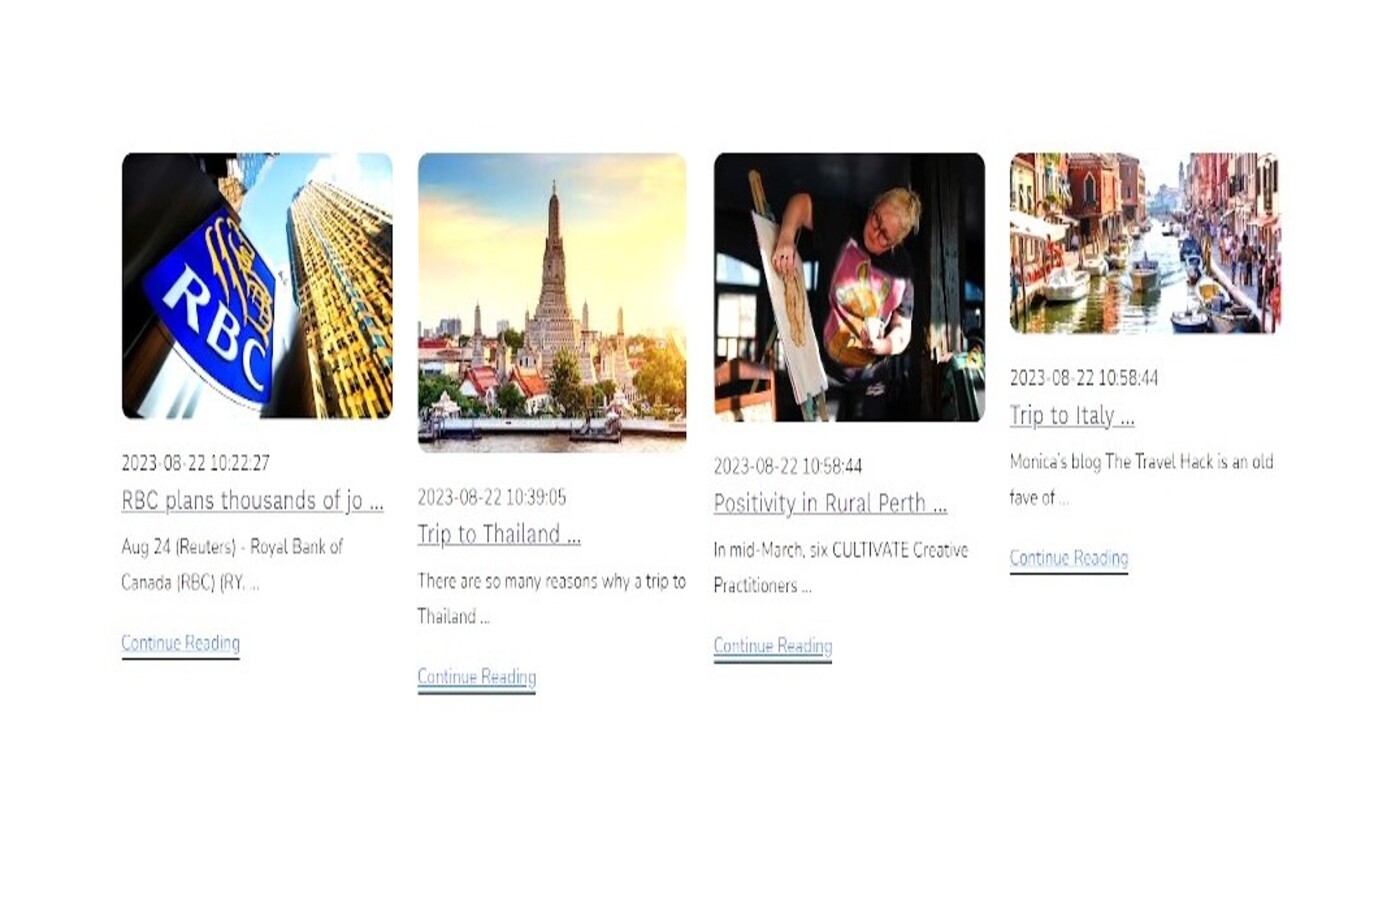 RBC
2023-08-22 10:22:27
RBC plans thousands of jo ...
Aug 24 (Reuters) - Royal Bank of
Canada (RBC) (RY. ...
Continue Reading
2023-08-22 10:39:05
Trip to Thailand ...
There are so many reasons why a trip to
Thailand ...
Continue Reading
2023-08-22 10:58:44
Positivity in Rural Perth ...
In mid-March, six CULTIVATE Creative
Practitioners ...
Continue Reading
2023-08-22 10:58:44
Trip to Italy ...
Monica's blog The Travel Hack is an old
fave of ...
Continue Reading